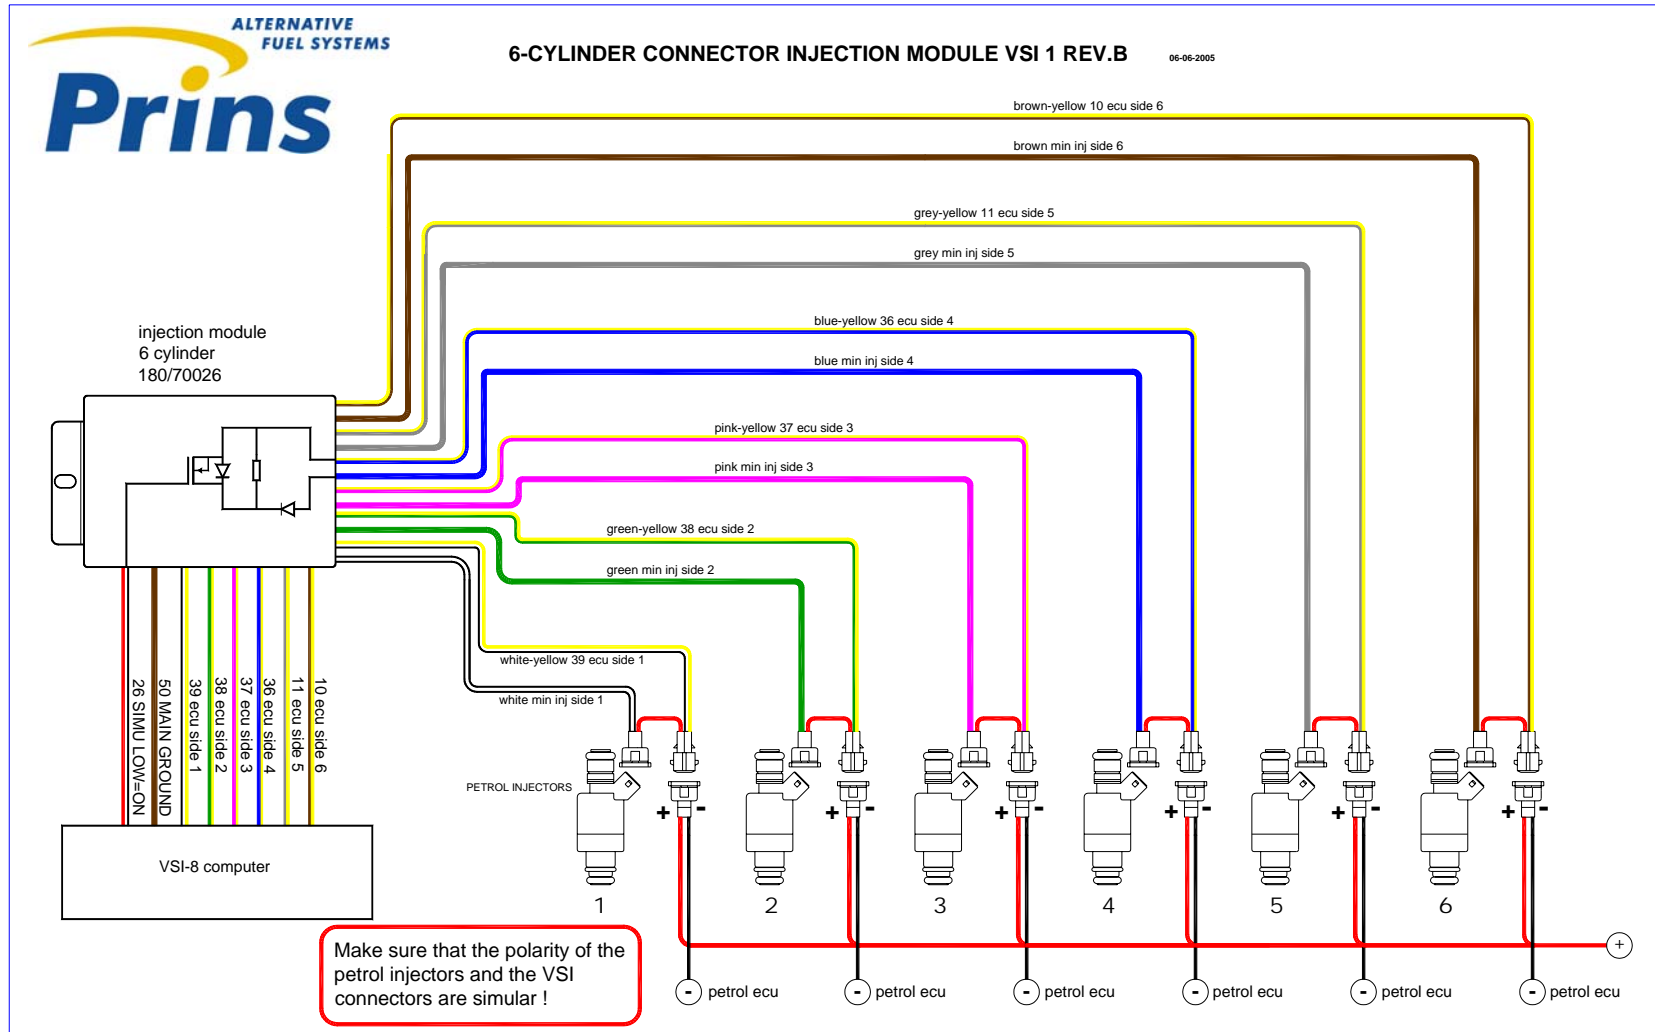 ALTERNATIVE
FUEL SYSTEMS
Prins
6-CYLINDER CONNECTOR INJECTION MODULE VSI 1 REV.B
06-06-2005
brown-yellow 10 ecu side 6
brown min inj side 6
grey-yellow 11 ecu side 5
grey min inj side 5
blue-yellow 36 ecu side 4
blue min inj side 4
pink-yellow 37 ecu side 3
pink min inj side 3
green-yellow 38 ecu side 2
green min inj side 2
white-yellow 39 ecu side 1
white min inj side 1
injection module
6 cylinder
180/70026
26 SIMU LOW=ON
50 MAIN GROUND
39 ecu side 1
38 ecu side 2
37 ecu side 3
36 ecu side 4
11 ecu side 5
10 ecu side 6
VSI-8 computer
PETROL INJECTORS
+ - + - + - + - + - + -
1 2 3 4 5 6
+
Make sure that the polarity of the
petrol injectors and the VSI
connectors are simular !
- petrol ecu - petrol ecu - petrol ecu - petrol ecu - petrol ecu - petrol ecu